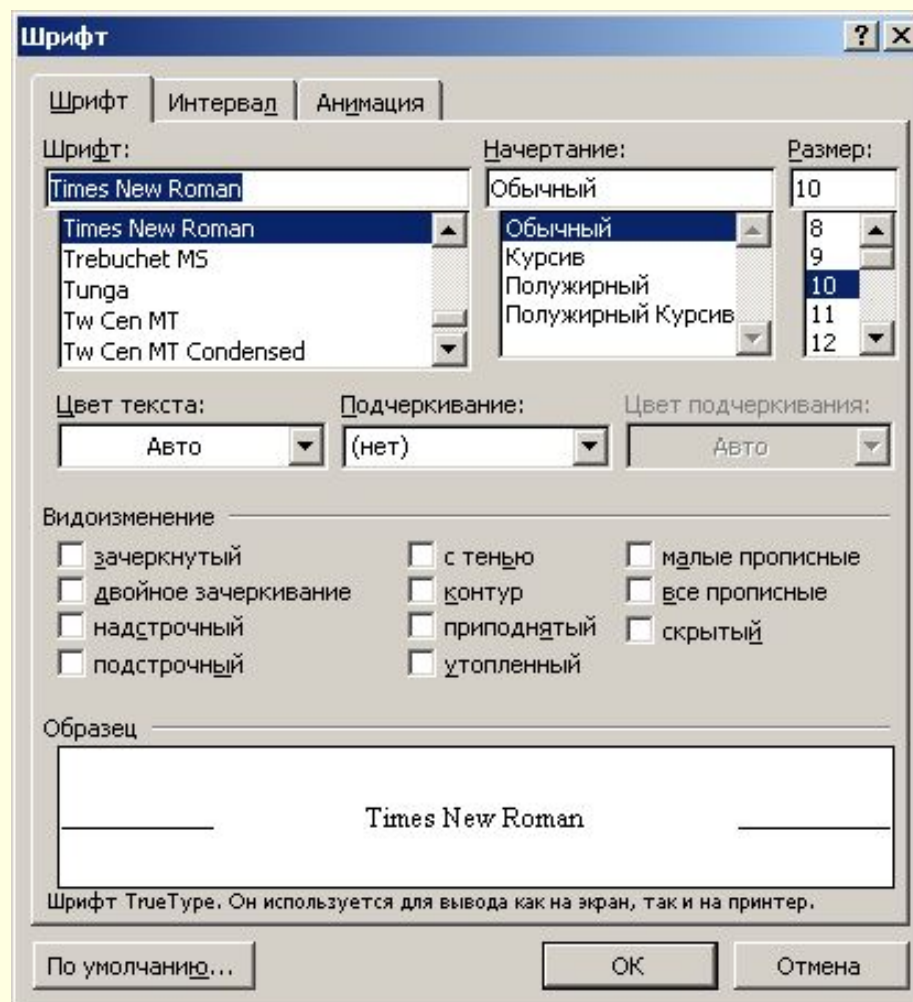 Шрифт
Шрифт Интервал Анимация
Шрифт: Начертание: Размер:
Times New Roman Обычный 10
Times New Roman Обычный 8
Trebuchet MS Курсив 9
Tunga Полужирный 10
Tw Cen MT Полужирный Курсив 11
Tw Cen MT Condensed 12
Цвет текста: Подчеркивание: Цвет подчеркивания:
Авто (нет) Авто
Видоизменение
зачеркнутый с тенью малые прописные
двойное зачеркивание контур все прописные
надстрочный приподнятый скрытый
подстрочный утопленный
Образец
Times New Roman
Шрифт TrueType. Он используется для вывода как на экран, так и на принтер.
По умолчанию... ОК Отмена